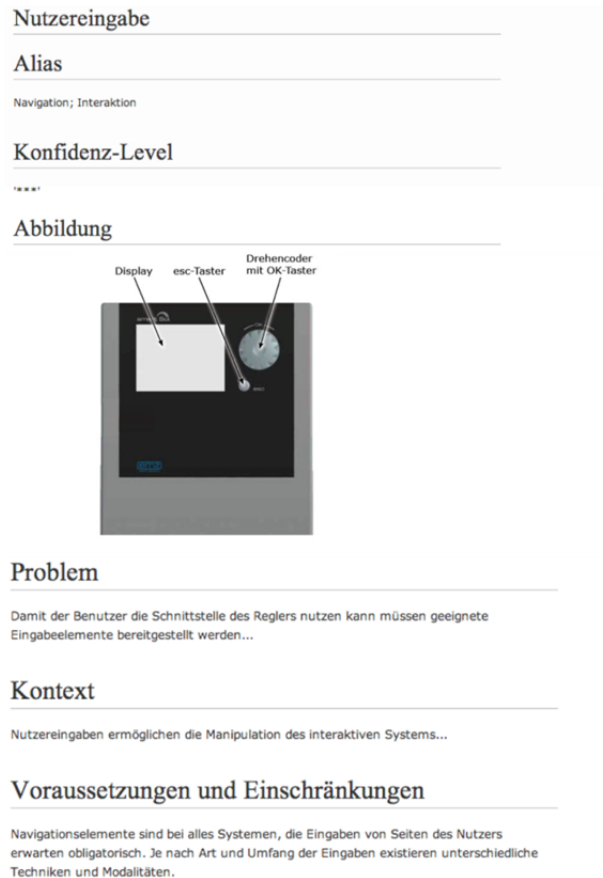 Nutzereingabe
Alias
Navigation; Interaktion
Konfidenz-Level
'***'
Abbildung
Display esc-Taster Drehencoder
mit OK-Taster
Problem
Damit der Benutzer die Schnittstelle des Reglers nutzen kann müssen geeignete
Eingabeelemente bereitgestellt werden...
Kontext
Nutzereingaben ermöglichen die Manipulation des interaktiven Systems...
Voraussetzungen und Einschränkungen
Navigationselemente sind bei alles Systemen, die Eingaben von Seiten des Nutzers
erwarten obligatorisch. Je nach Art und Umfang der Eingaben existieren unterschiedliche
Techniken und Modalitäten.